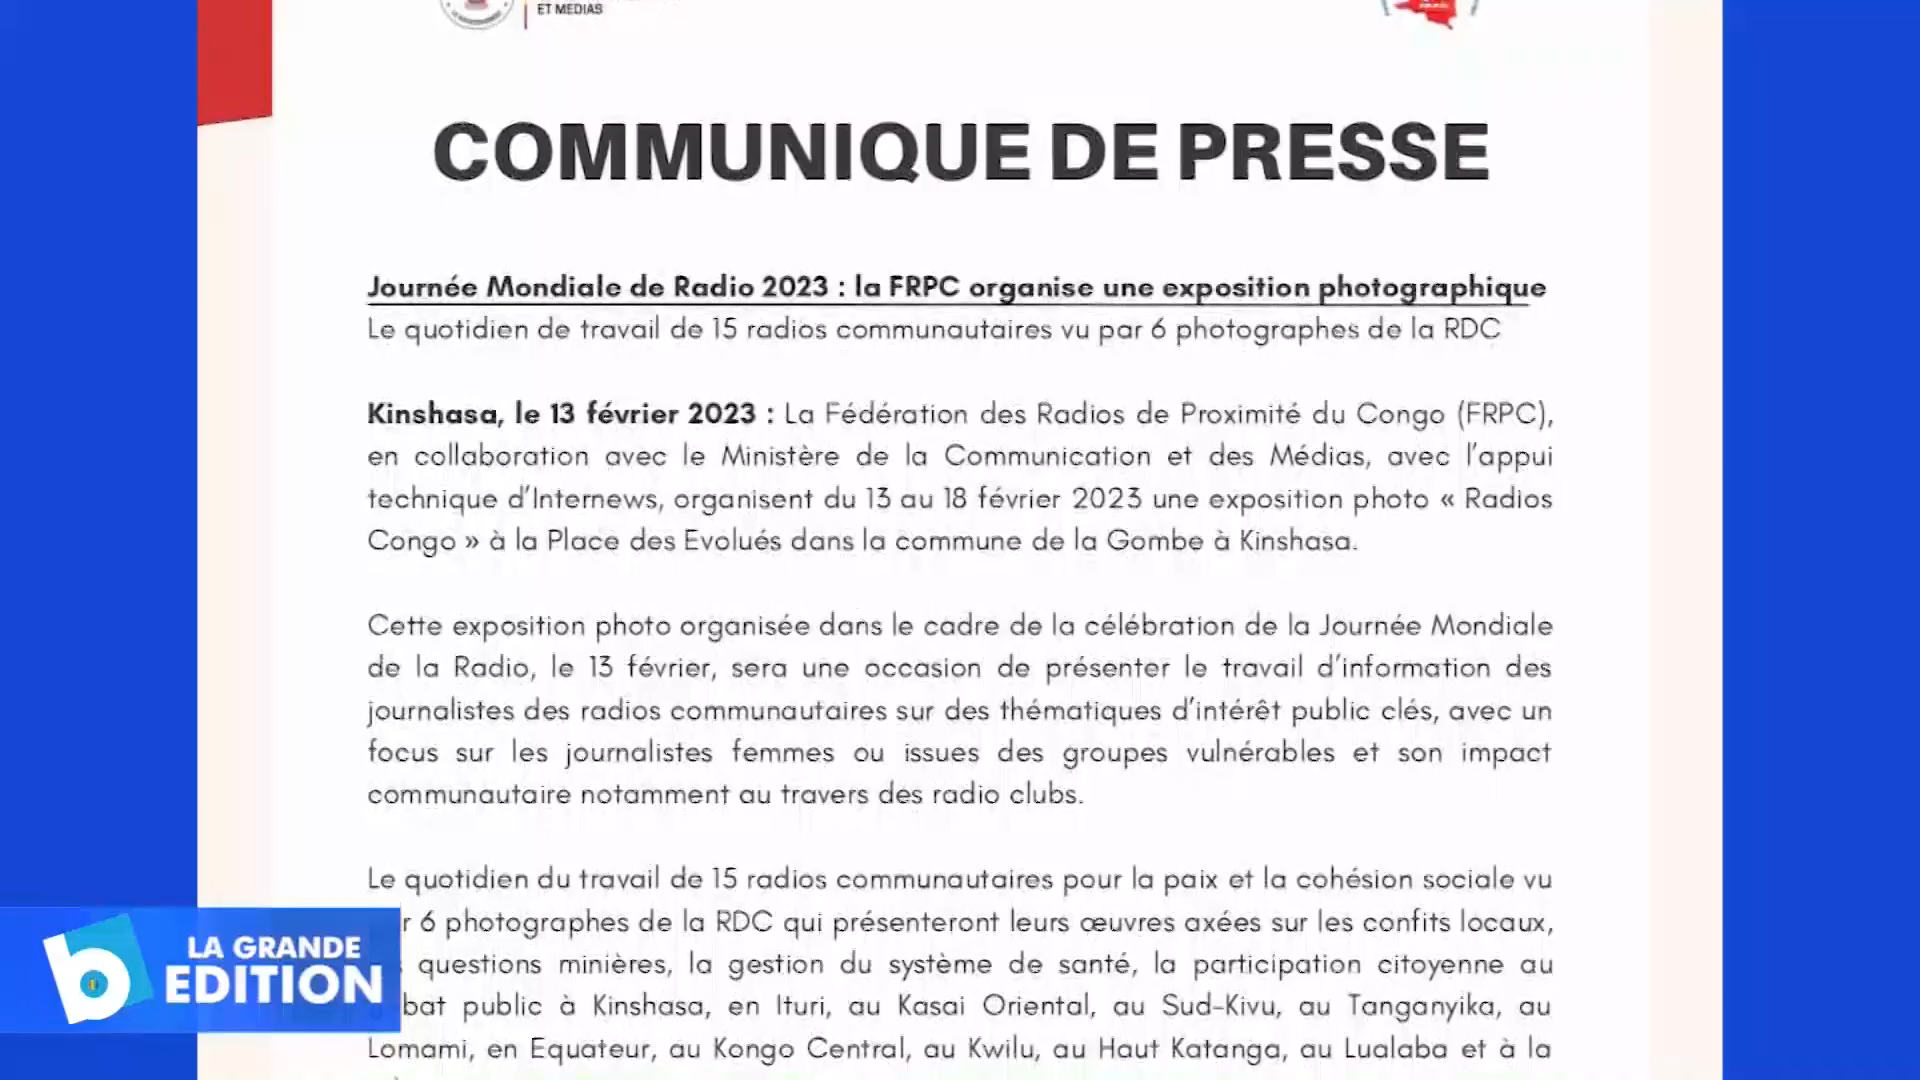 ET MEDIAS
COMMUNIQUE DE PRESSE
Journée Mondiale de Radio 2023 : la FRPC organise une exposition photographique
Le quotidien de travail de 15 radios communautaires vu par 6 photographes de la RDC
Kinshasa, le 13 février 2023 : La Fédération des Radios de Proximité du Congo (FRPC),
en collaboration avec le Ministère de la Communication et des Médias, avec l'appui
technique d'Internews, organisent du 13 au 18 février 2023 une exposition photo « Radios
Congo » à la Place des Evolués dans la commune de la Gombe à Kinshasa.
Cette exposition photo organisée dans le cadre de la célébration de la Journée Mondiale
de la Radio, le 13 février, sera une occasion de présenter le travail d'information des
journalistes des radios communautaires sur des thématiques d'intérêt public clés, avec un
focus sur les journalistes femmes ou issues des groupes vulnérables et son impact
communautaire notamment au travers des radio clubs.
Le quotidien du travail de 15 radios communautaires pour la paix et la cohésion sociale vu
r 6 photographes de la RDC qui présenteront leurs œuvres axées sur les confits locaux,
questions minières, la gestion du système de santé, la participation citoyenne au
bat public à Kinshasa, en Ituri, au Kasai Oriental, au Sud-Kivu, au Tanganyika, au
Lomami, en Equateur, au Kongo Central, au Kwilu, au Haut Katanga, au Lualaba et à la
b
LA GRANDE
EDITION